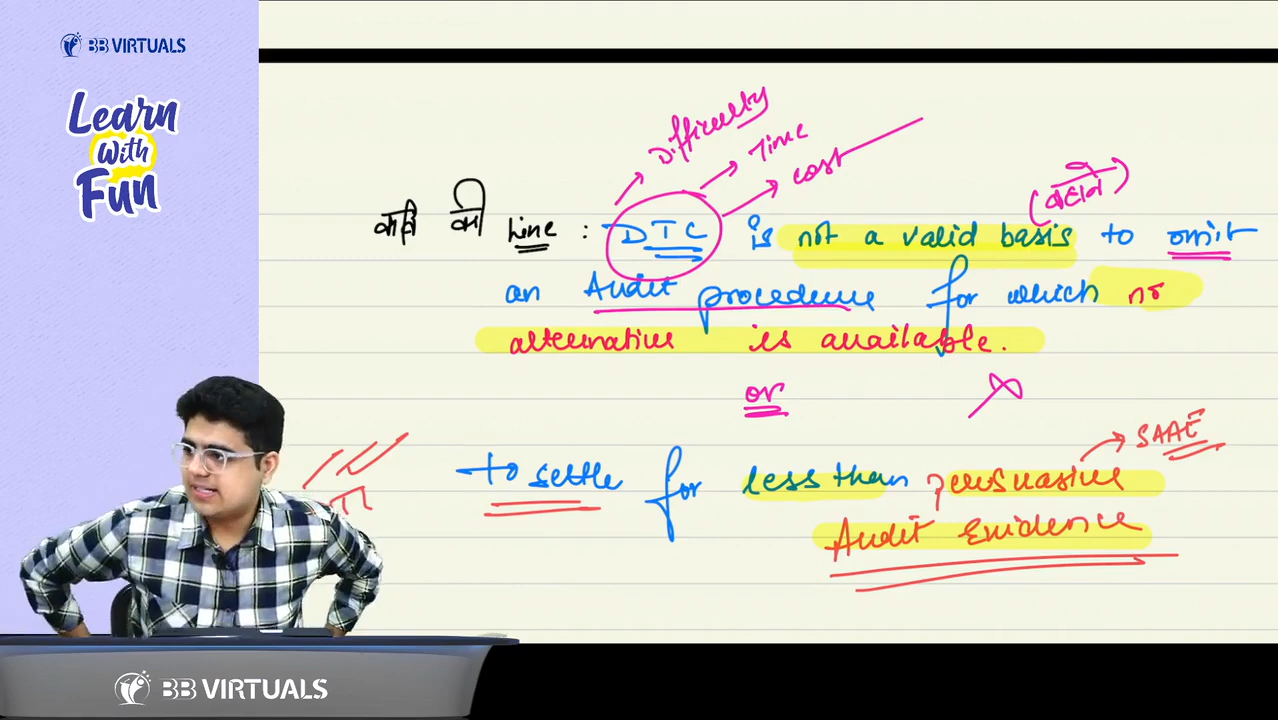 BB VIRTUALS
Learn
with
Fun
Difficulty
Time
Cost
(बहाना)
काम की Line : DTC is not a valid basis to omit
an Audit procedure for which no
alternative is available.
or
to settle for less than persuasive
SAAE
Audit Evidence
BB VIRTUALS